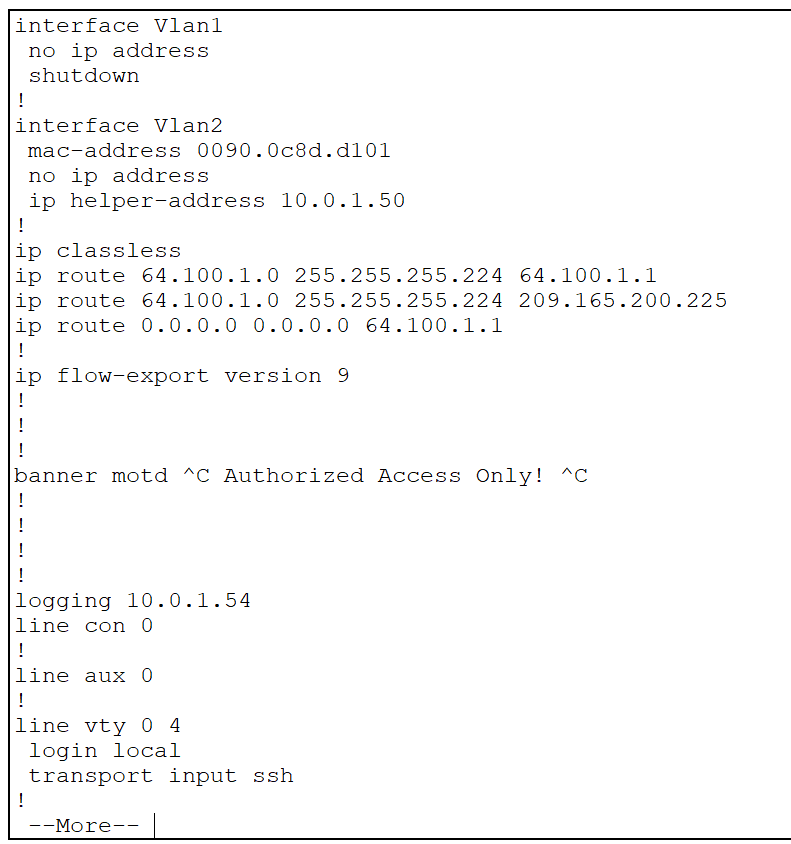 interface Vlan1
 no ip address
 shutdown
!
interface Vlan2
 mac-address 0090.0c8d.d101
 no ip address
 ip helper-address 10.0.1.50
!
ip classless
ip route 64.100.1.0 255.255.255.224 64.100.1.1
ip route 64.100.1.0 255.255.255.224 209.165.200.225
ip route 0.0.0.0 0.0.0.0 64.100.1.1
!
ip flow-export version 9
!
!
!
banner motd ^C Authorized Access Only! ^C
!
!
!
!
logging 10.0.1.54
line con 0
!
line aux 0
!
line vty 0 4
 login local
 transport input ssh
!
 --More--